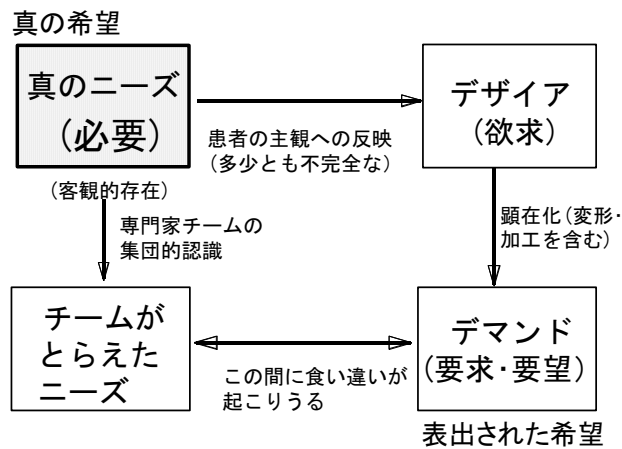 真の希望
真のニーズ
(必要)
デザイア
(欲求)
患者の主観への反映
(多少とも不完全な)
(客観的存在)
専門家チームの
集団的認識
顕在化(変形・
加工を含む)
チームが
とらえた
ニーズ
デマンド
(要求・要望)
この間に食い違いが
起こりうる
表出された希望